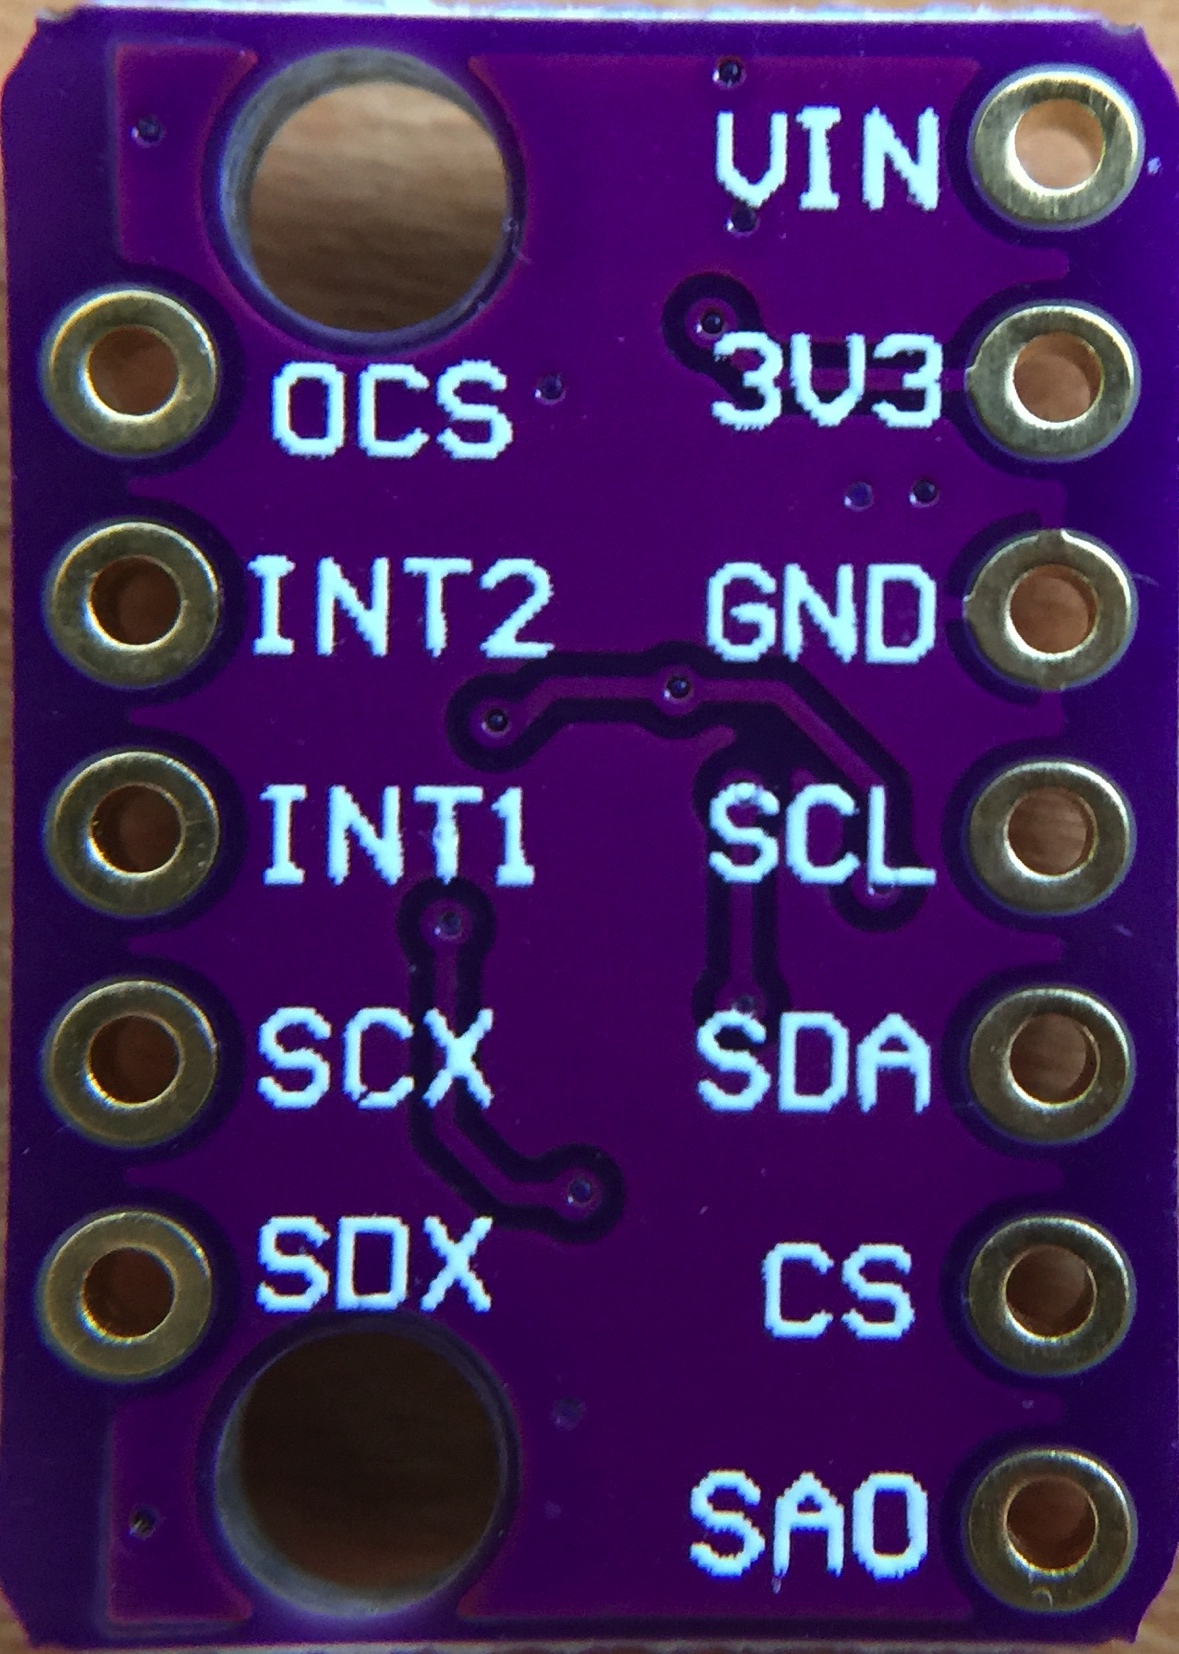 VIN
OCS
3V3
INT2
GND
INT1
SCL
SCX
SDA
SDX
CS
SAO